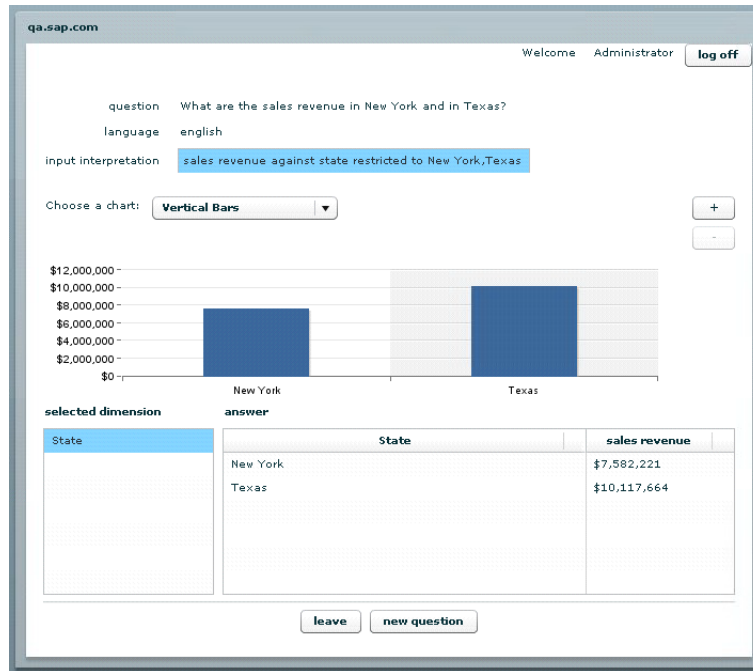 qa.sap.com
Welcome Administrator log off
question What are the sales revenue in New York and in Texas?
language english
input interpretation sales revenue against state restricted to New York,Texas
Choose a chart: Vertical Bars +
-
$12,000,000
$10,000,000
$8,000,000
$6,000,000
$4,000,000
$2,000,000
$0
New York Texas
selected dimension answer
State State sales revenue
New York $7,582,221
Texas $10,117,664
leave new question